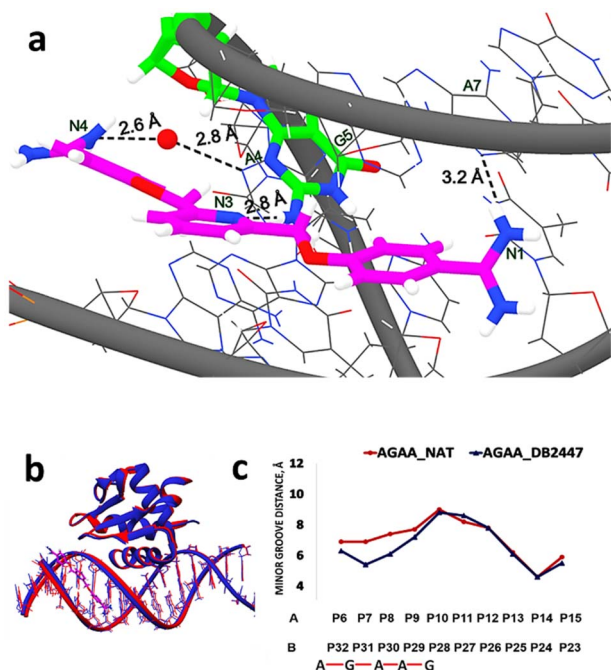 a
A7
N4
2.6 Å
2.8 Å
A4
G5
N3
2.8 Å
3.2 Å
N1
b
c
AGAA_NAT AGAA_DB2447
MINOR GROOVE DISTANCE, Å
12
10
8
6
4
A P6 P7 P8 P9 P10 P11 P12 P13 P14 P15
B P32 P31 P30 P29 P28 P27 P26 P25 P24 P23
A—G—A—A—G